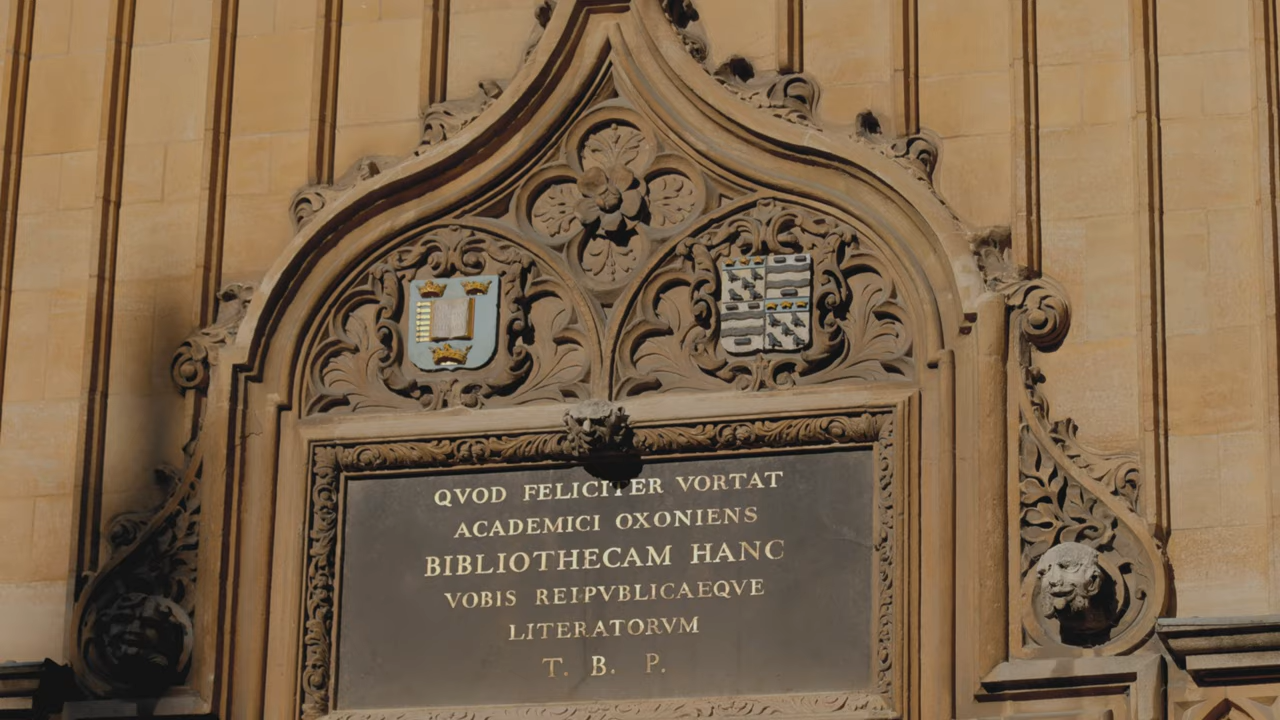 QVOD FELICITER VORTAT
ACADEMICI OXONIENS
BIBLIOTHECAM HANC
VOBIS REIPVBLICAEQVE
LITERATORVM
T. B. P.